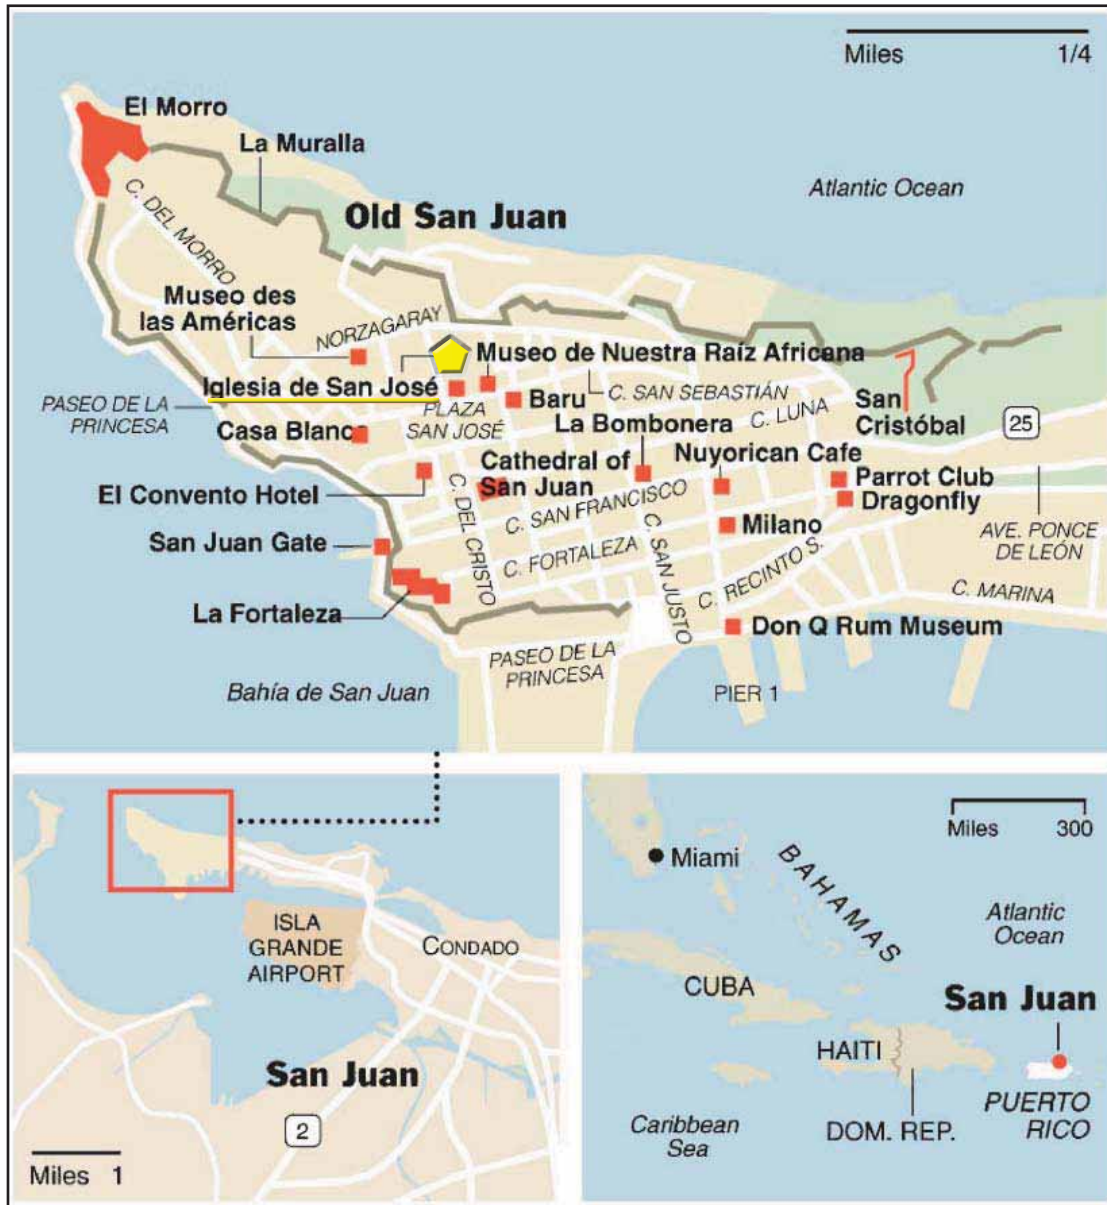 Miles 1/4
El Morro
La Muralla
Atlantic Ocean
C. DEL MORRO
Old San Juan
Museo des
las Américas
NORZAGARAY
Museo de Nuestra Raíz Africana
Iglesia de San José
PASEO DE LA
PRINCESA
PLAZA
SAN JOSÉ
Baru
C. SAN SEBASTIÁN
C. LUNA
San
Cristóbal
25
Casa Blanca
La Bombonera
Cathedral of
San Juan
Nuyorican Cafe
El Convento Hotel
C. DEL CRISTO
C. SAN FRANCISCO
Parrot Club
Dragonfly
San Juan Gate
C. FORTALEZA
C. SAN JUSTO
Milano
C. RECINTO S.
AVE. PONCE
DE LEÓN
La Fortaleza
C. MARINA
Don Q Rum Museum
PASEO DE LA
PRINCESA
Bahía de San Juan
PIER 1
ISLA
GRANDE
AIRPORT
CONDADO
San Juan
2
Miles 1
Miles 300
Miami
BAHAMAS
Atlantic
Ocean
CUBA
San Juan
HAITI
PUERTO
RICO
Caribbean
Sea
DOM. REP.